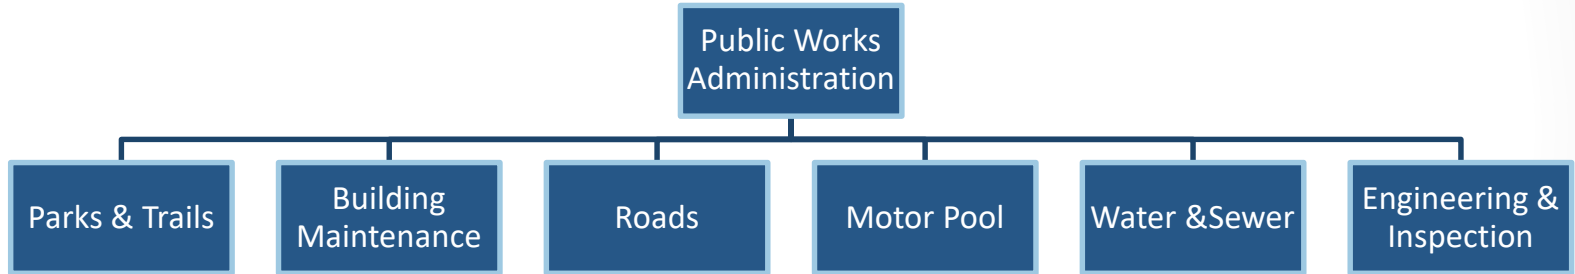 Public Works
Administration
Parks & Trails
Building
Maintenance
Roads
Motor Pool
Water &Sewer
Engineering &
Inspection